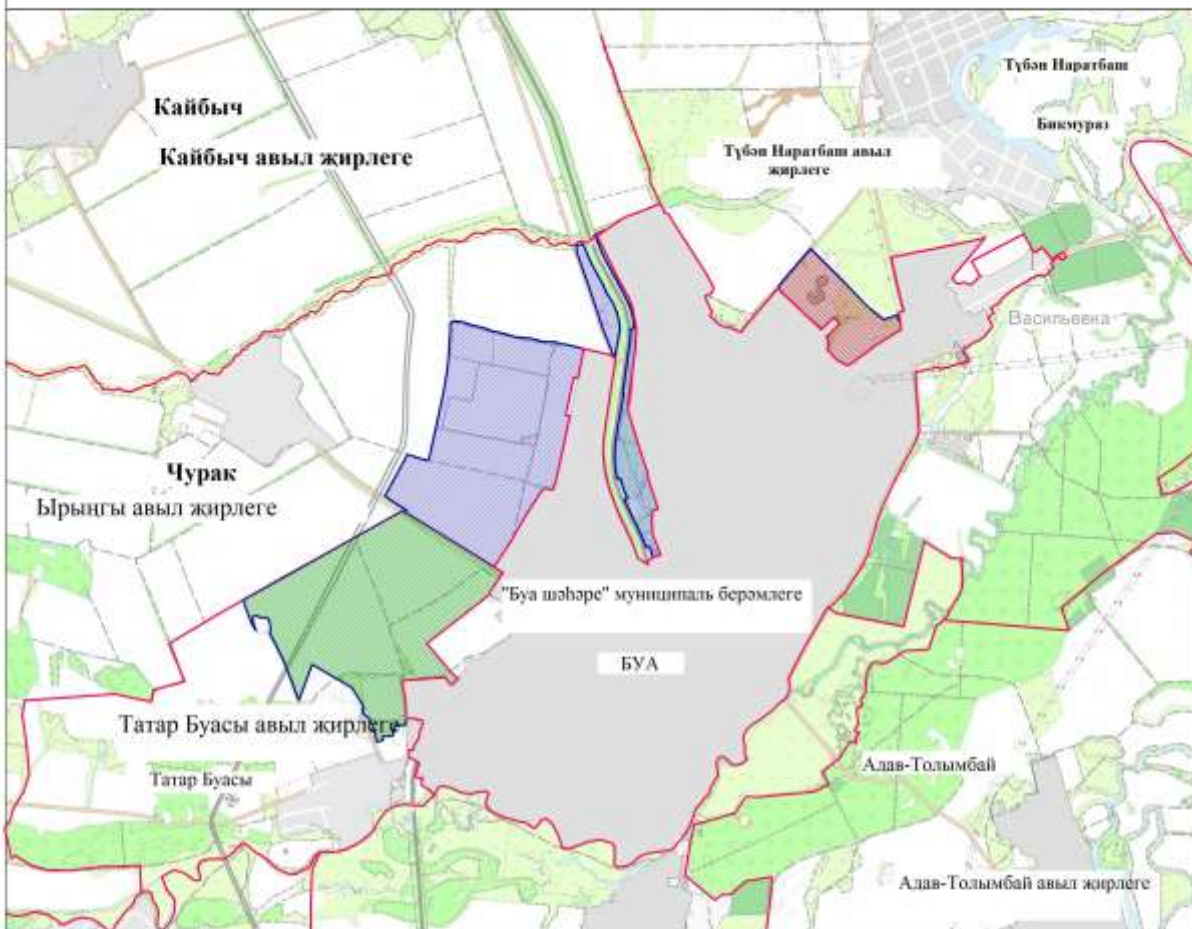 Түбән Наратбаш
Кайбыч
Бикмураз
Кайбыч авыл җирлеге
Түбән Наратбаш авыл
җирлеге
Васильевка
Чурак
Ырыңгы авыл җирлеге
"Буа шәһәре" муниципаль берәмлеге
БУА
Татар Буасы авыл җирлеге
Татар Буасы
Адав-Толымбай
Адав-Толымбай авыл җирлеге